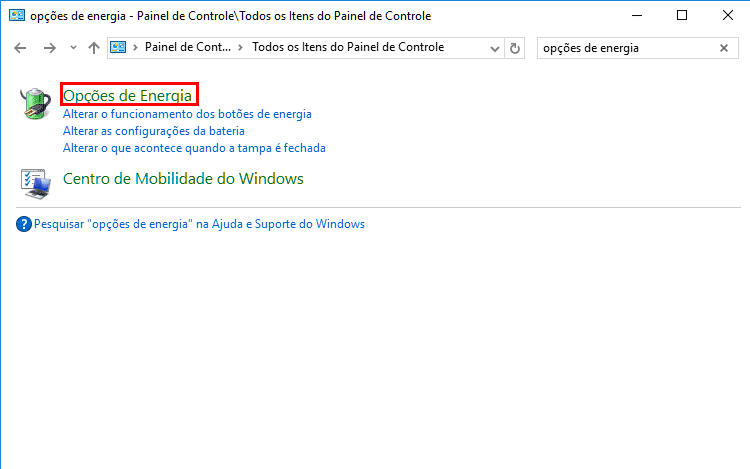 opções de energia - Painel de Controle\Todos os Itens do Painel de Controle
Painel de Cont... Todos os Itens do Painel de Controle opções de energia
Opções de Energia
Alterar o funcionamento dos botões de energia
Alterar as configurações da bateria
Alterar o que acontece quando a tampa é fechada
Centro de Mobilidade do Windows
? Pesquisar "opções de energia" na Ajuda e Suporte do Windows